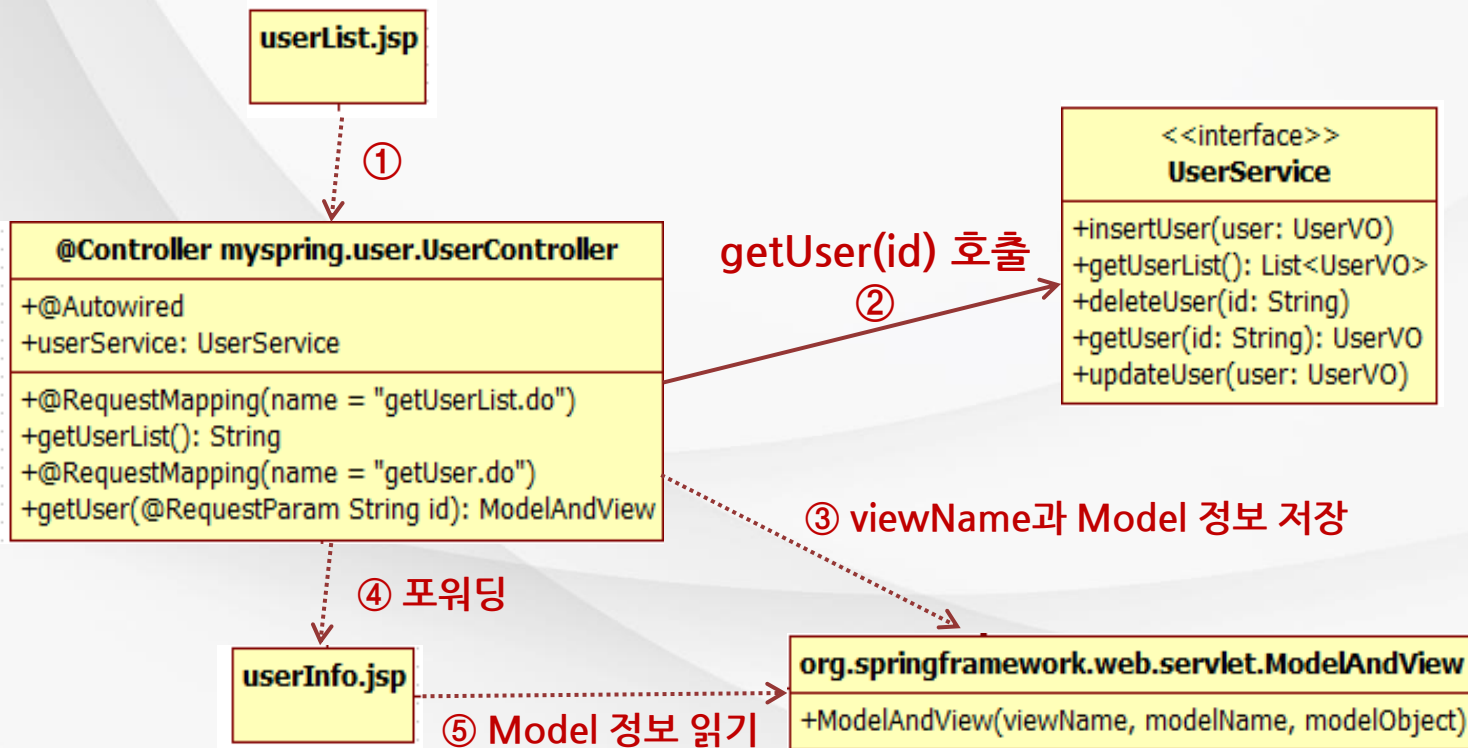 userList.jsp
①
@Controller myspring.user.UserController
+@Autowired
+userService: UserService
+@RequestMapping(name = "getUserList.do")
+getUserList(): String
+@RequestMapping(name = "getUser.do")
+getUser(@RequestParam String id): ModelAndView
getUser(id) 호출
②
<<interface>>
UserService
+insertUser(user: UserVO)
+getUserList(): List<UserVO>
+deleteUser(id: String)
+getUser(id: String): UserVO
+updateUser(user: UserVO)
③ viewName과 Model 정보 저장
④ 포워딩
userInfo.jsp
⑤ Model 정보 읽기
org.springframework.web.servlet.ModelAndView
+ModelAndView(viewName, modelName, modelObject)